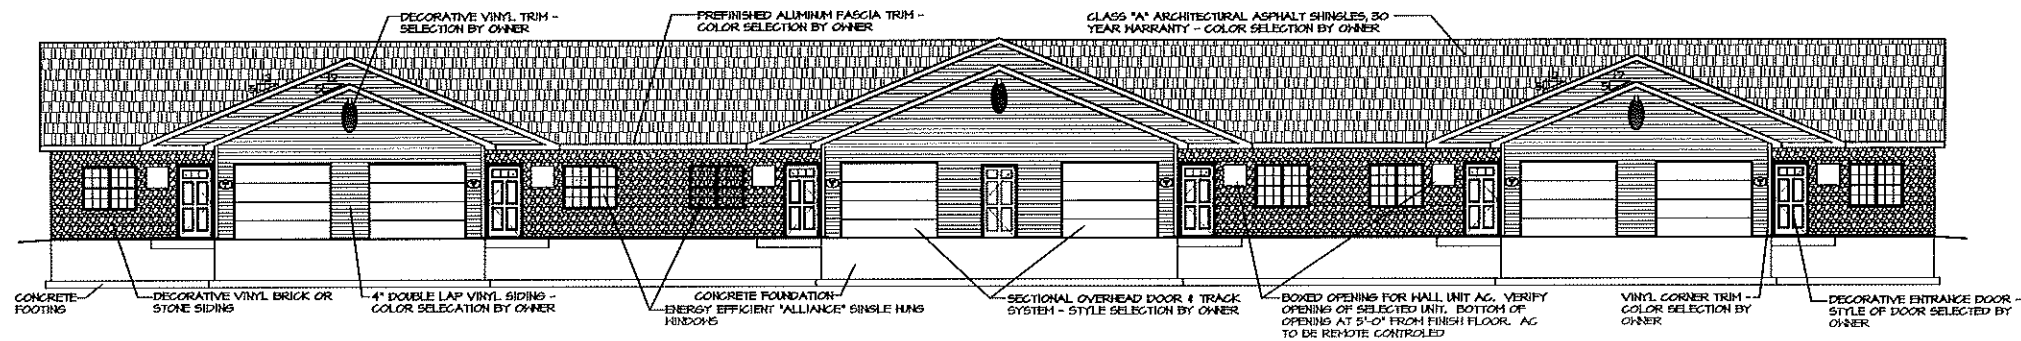 DECORATIVE VINYL TRIM -
SELECTION BY OWNER
PREFINISHED ALUMINUM FASCIA TRIM -
COLOR SELECTION BY OWNER
CLASS "A" ARCHITECTURAL ASPHALT SHINGLES, 30
YEAR WARRANTY - COLOR SELECTION BY OWNER
12
5
12
5
CONCRETE
FOOTING
DECORATIVE VINYL BRICK OR
STONE SIDING
4" DOUBLE LAP VINYL SIDING -
COLOR SELECATION BY OWNER
ENERGY EFFICIENT "ALLIANCE" SINGLE HUNG
WINDOWS
CONCRETE FOUNDATION
SECTIONAL OVERHEAD DOOR & TRACK
SYSTEM - STYLE SELECTION BY OWNER
BOXED OPENING FOR WALL UNIT AC. VERIFY
OPENING OF SELECTED UNIT. BOTTOM OF
OPENING AT 5'-0" FROM FINISH FLOOR. AC
TO BE REMOTE CONTROLED
VINYL CORNER TRIM -
COLOR SELECTION BY
OWNER
DECORATIVE ENTRANCE DOOR -
STYLE OF DOOR SELECTED BY
OWNER